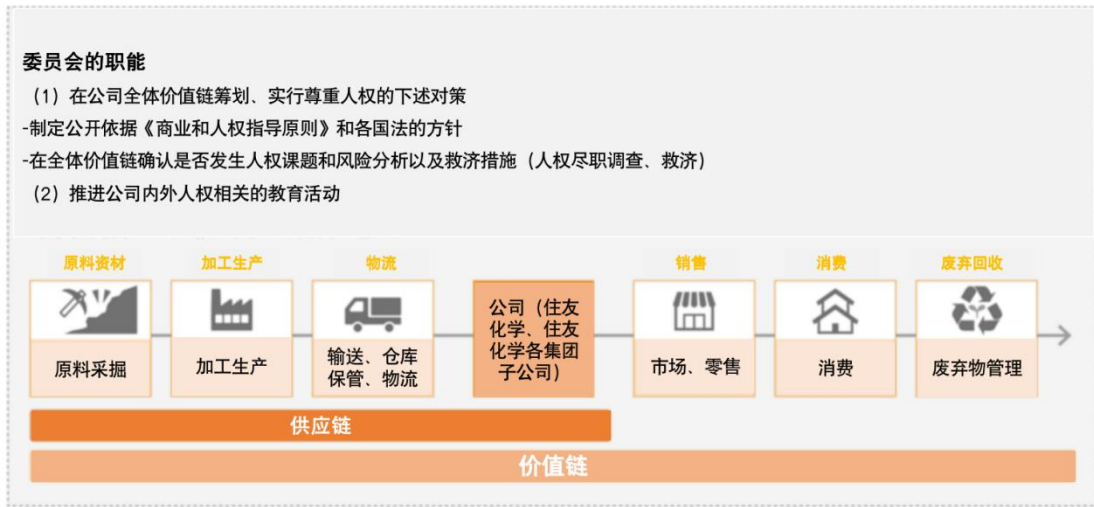 委员会的职能
（1）在公司全体价值链筹划、实行尊重人权的下述对策
-制定公开依据《商业和人权指导原则》和各国法的方针
-在全体价值链确认是否发生人权课题和风险分析以及救济措施（人权尽职调查、救济）
（2）推进公司内外人权相关的教育活动
原料资材
加工生产
物流
销售
消费
废弃回收
原料采掘
加工生产
输送、仓库
保管、物流
公司（住友
化学、住友
化学各集团
子公司）
市场、零售
消费
废弃物管理
供应链
价值链